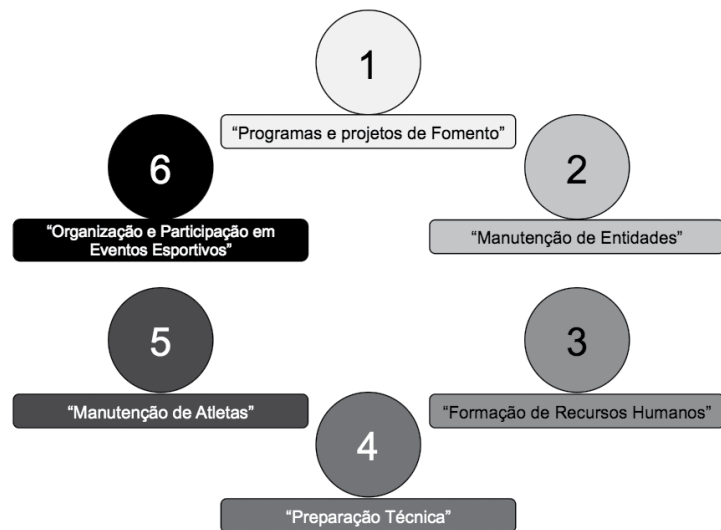 1
“Programas e projetos de Fomento”
2
“Manutenção de Entidades”
3
“Formação de Recursos Humanos”
4
“Preparação Técnica”
5
“Manutenção de Atletas”
6
“Organização e Participação em
Eventos Esportivos”